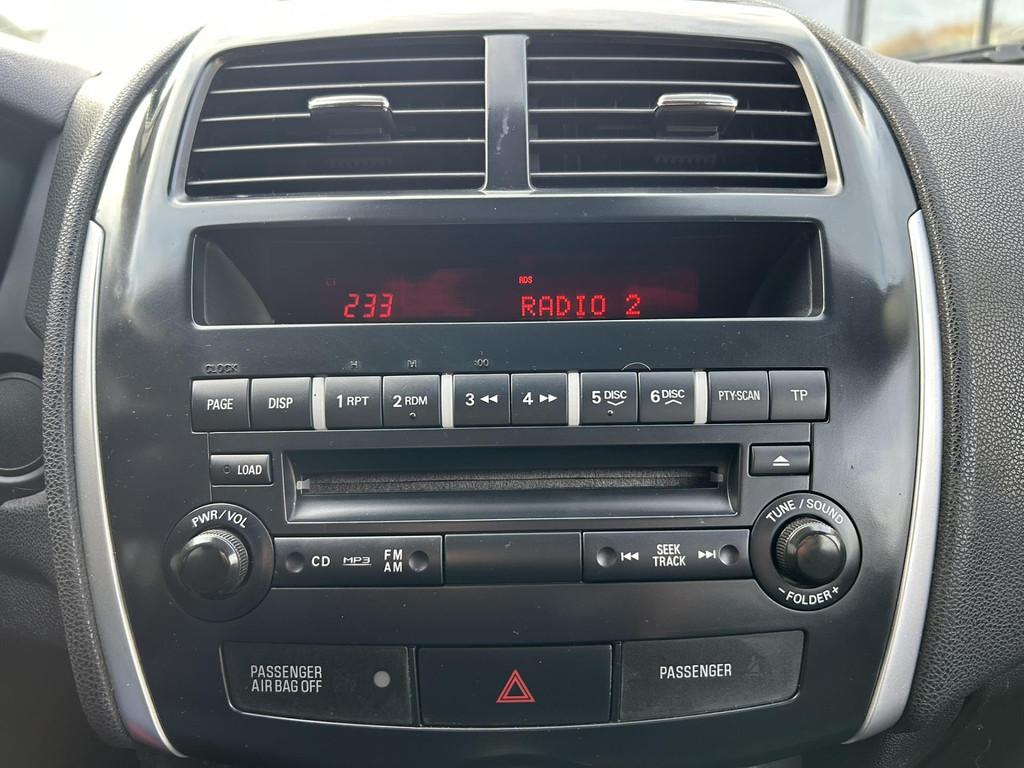 RDS
233 RADIO 2
CLOCK H M :00
PAGE DISP 1 RPT 2 RDM 3 4 5 DISC 6 DISC PTY·SCAN TP
LOAD
PWR/VOL
TUNE / SOUND
CD MP3 FM
AM
SEEK
TRACK
- FOLDER +
PASSENGER
AIR BAG OFF
PASSENGER